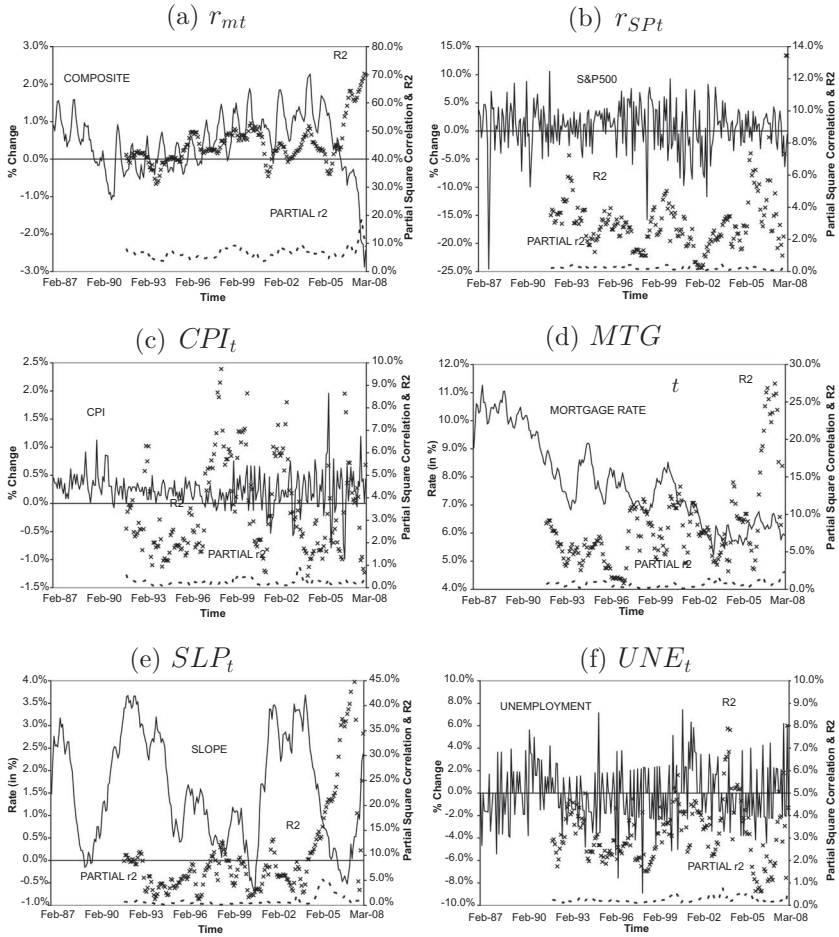 (a) r_mt
3.0%
2.0%
1.0%
0.0%
-1.0%
-2.0%
-3.0%
% Change
COMPOSITE
R2
PARTIAL r2
80.0%
70.0%
60.0%
50.0%
40.0%
30.0%
20.0%
10.0%
0.0%
Partial Square Correlation & R2
Feb-87 Feb-90 Feb-93 Feb-96 Feb-99 Feb-02 Feb-05 Mar-08
Time
(b) r_SPt
15.0%
10.0%
5.0%
0.0%
-5.0%
-10.0%
-15.0%
-20.0%
-25.0%
% Change
S&P500
R2
PARTIAL r2
14.0%
12.0%
10.0%
8.0%
6.0%
4.0%
2.0%
0.0%
Partial Square Correlation & R2
Feb-87 Feb-90 Feb-93 Feb-96 Feb-99 Feb-02 Feb-05 Mar-08
Time
(c) CPI_t
2.5%
2.0%
1.5%
1.0%
0.5%
0.0%
-0.5%
-1.0%
-1.5%
% Change
CPI
R2
PARTIAL r2
10.0%
9.0%
8.0%
7.0%
6.0%
5.0%
4.0%
3.0%
2.0%
1.0%
0.0%
Partial Square Correlation & R2
Feb-87 Feb-90 Feb-93 Feb-96 Feb-99 Feb-02 Feb-05 Mar-08
Time
(d) MTG
t
12.0%
11.0%
10.0%
9.0%
8.0%
7.0%
6.0%
5.0%
4.0%
Rate (in %)
MORTGAGE RATE
R2
PARTIAL r2
30.0%
25.0%
20.0%
15.0%
10.0%
5.0%
0.0%
Partial Square Correlation & R2
Feb-87 Feb-90 Feb-93 Feb-96 Feb-99 Feb-02 Feb-05 Mar-08
Time
(e) SLP_t
4.0%
3.5%
3.0%
2.5%
2.0%
1.5%
1.0%
0.5%
0.0%
-0.5%
-1.0%
Rate (in %)
SLOPE
R2
PARTIAL r2
45.0%
40.0%
35.0%
30.0%
25.0%
20.0%
15.0%
10.0%
5.0%
0.0%
Partial Square Correlation & R2
Feb-87 Feb-90 Feb-93 Feb-96 Feb-99 Feb-02 Feb-05 Mar-08
Time
(f) UNE_t
10.0%
8.0%
6.0%
4.0%
2.0%
0.0%
-2.0%
-4.0%
-6.0%
-8.0%
-10.0%
% Change
UNEMPLOYMENT
R2
PARTIAL r2
10.0%
9.0%
8.0%
7.0%
6.0%
5.0%
4.0%
3.0%
2.0%
1.0%
0.0%
Partial Square Correlation & R2
Feb-87 Feb-90 Feb-93 Feb-96 Feb-99 Feb-02 Feb-05 Mar-08
Time